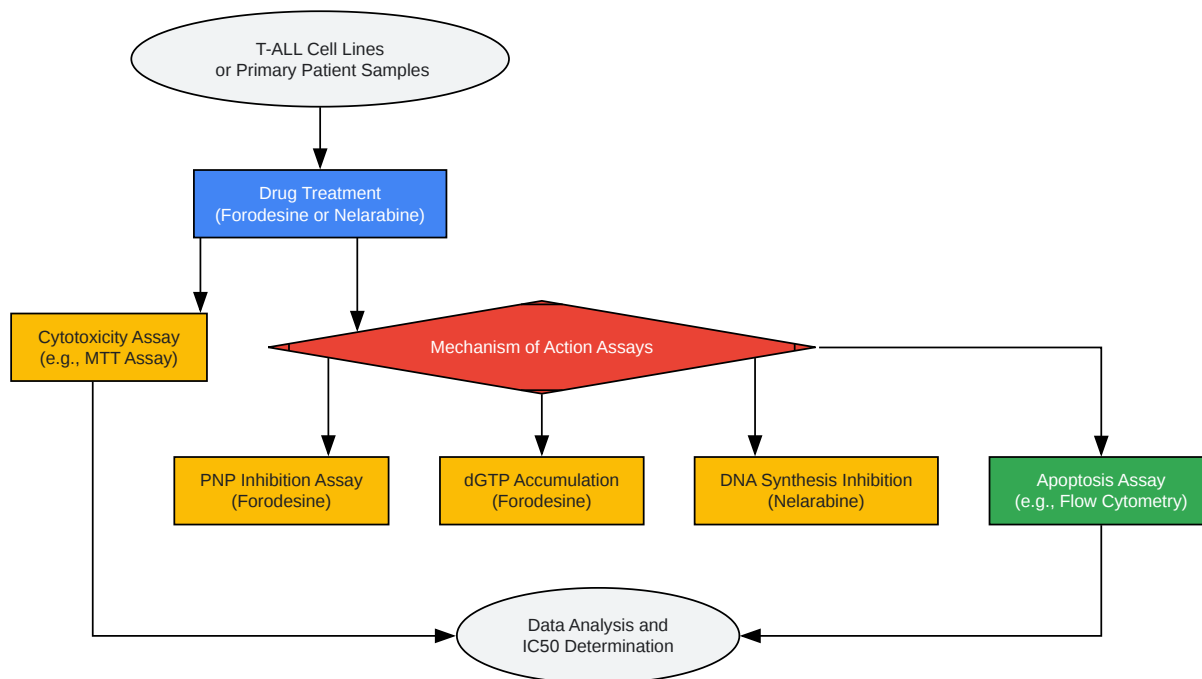 T-ALL Cell Lines
or Primary Patient Samples
Drug Treatment
(Forodesine or Nelarabine)
Cytotoxicity Assay
(e.g., MTT Assay)
Mechanism of Action Assays
PNP Inhibition Assay
(Forodesine)
dGTP Accumulation
(Forodesine)
DNA Synthesis Inhibition
(Nelarabine)
Apoptosis Assay
(e.g., Flow Cytometry)
Data Analysis and
IC50 Determination